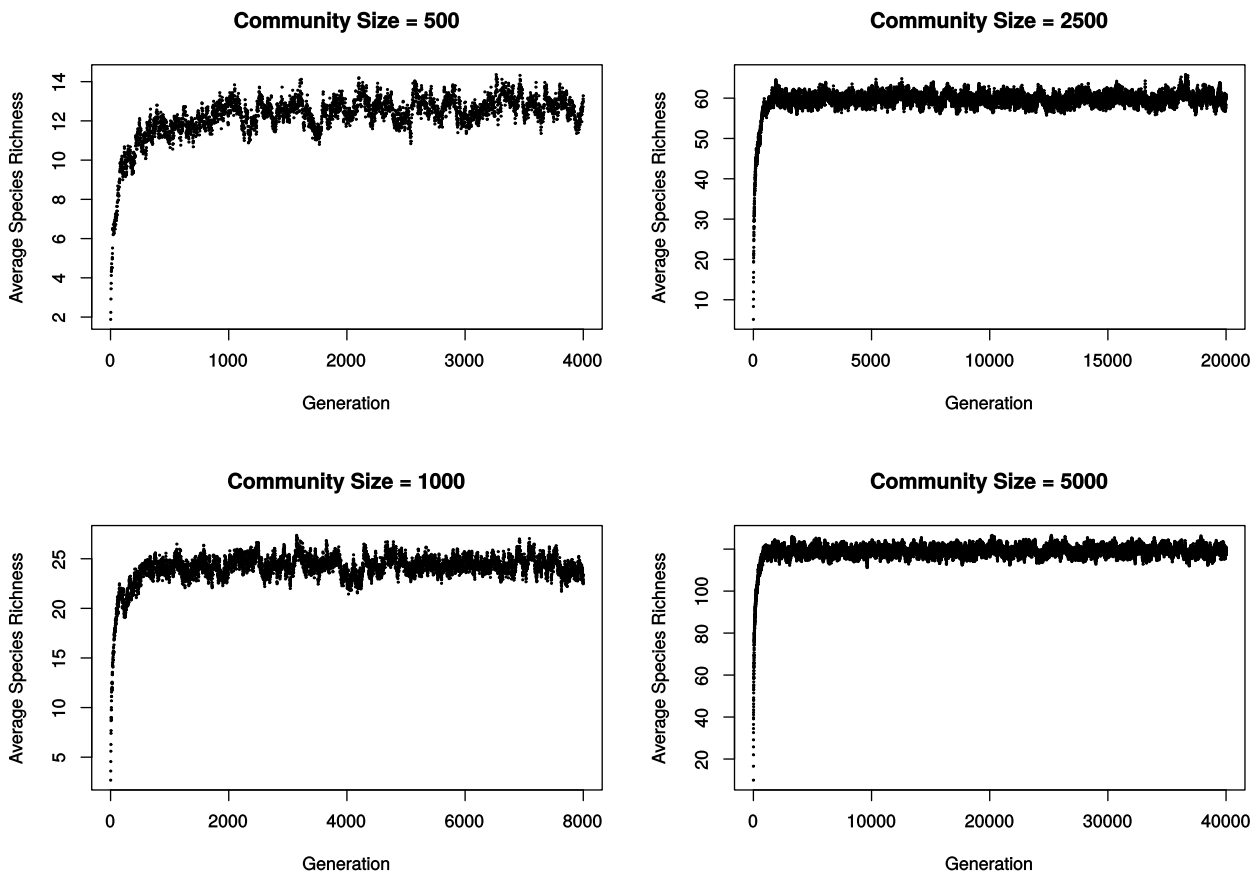 Community Size = 500
Average Species Richness
14
12
10
8
6
4
2
0 1000 2000 3000 4000
Generation
Community Size = 2500
Average Species Richness
60
50
40
30
20
10
0 5000 10000 15000 20000
Generation
Community Size = 1000
Average Species Richness
25
20
15
10
5
0 2000 4000 6000 8000
Generation
Community Size = 5000
Average Species Richness
100
80
60
40
20
0 10000 20000 30000 40000
Generation